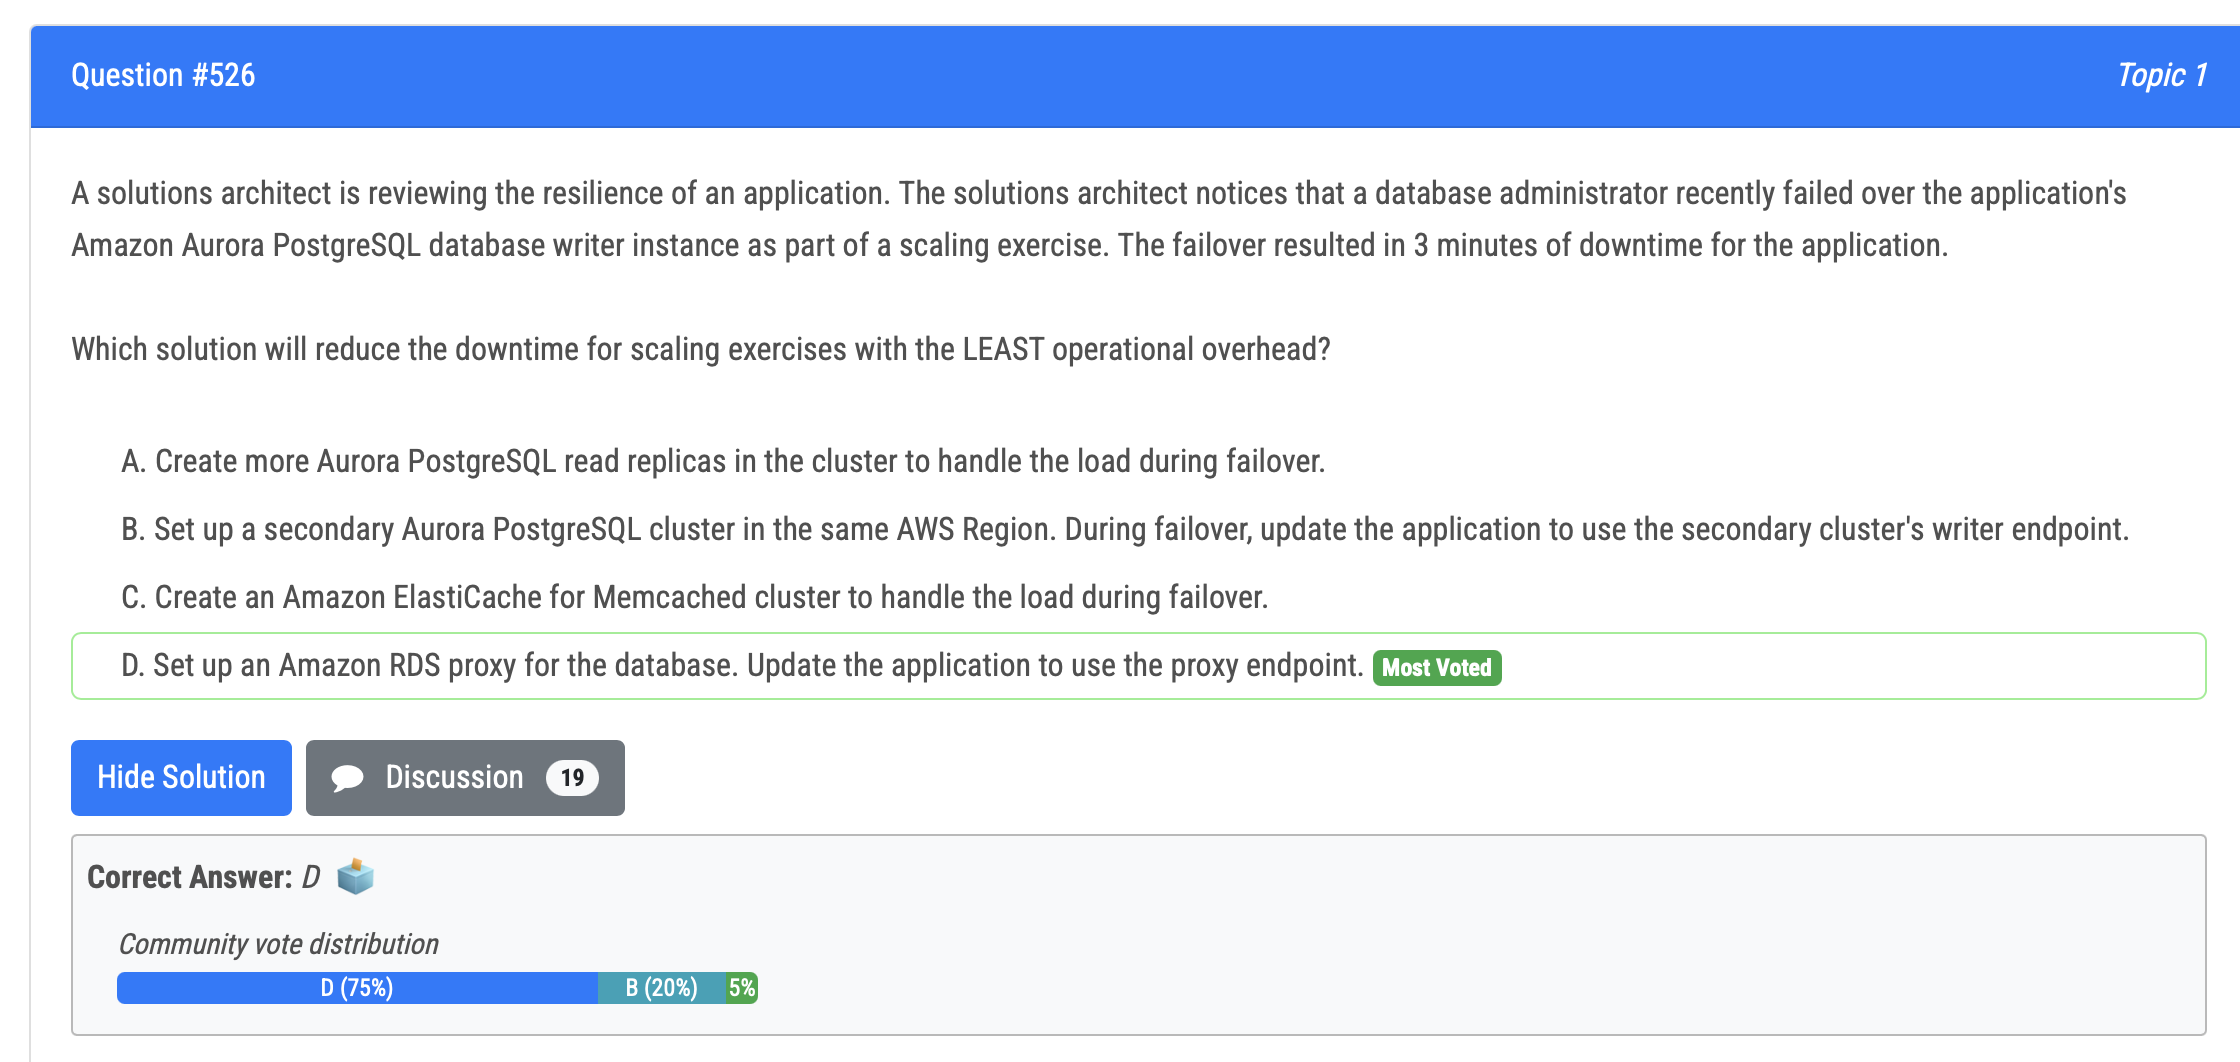 Question #526
Topic 1
A solutions architect is reviewing the resilience of an application. The solutions architect notices that a database administrator recently failed over the application's
Amazon Aurora PostgreSQL database writer instance as part of a scaling exercise. The failover resulted in 3 minutes of downtime for the application.
Which solution will reduce the downtime for scaling exercises with the LEAST operational overhead?
A. Create more Aurora PostgreSQL read replicas in the cluster to handle the load during failover.
B. Set up a secondary Aurora PostgreSQL cluster in the same AWS Region. During failover, update the application to use the secondary cluster's writer endpoint.
C. Create an Amazon ElastiCache for Memcached cluster to handle the load during failover.
D. Set up an Amazon RDS proxy for the database. Update the application to use the proxy endpoint. Most Voted
Hide Solution
Discussion 19
Correct Answer: D
Community vote distribution
D (75%) B (20%) 5%